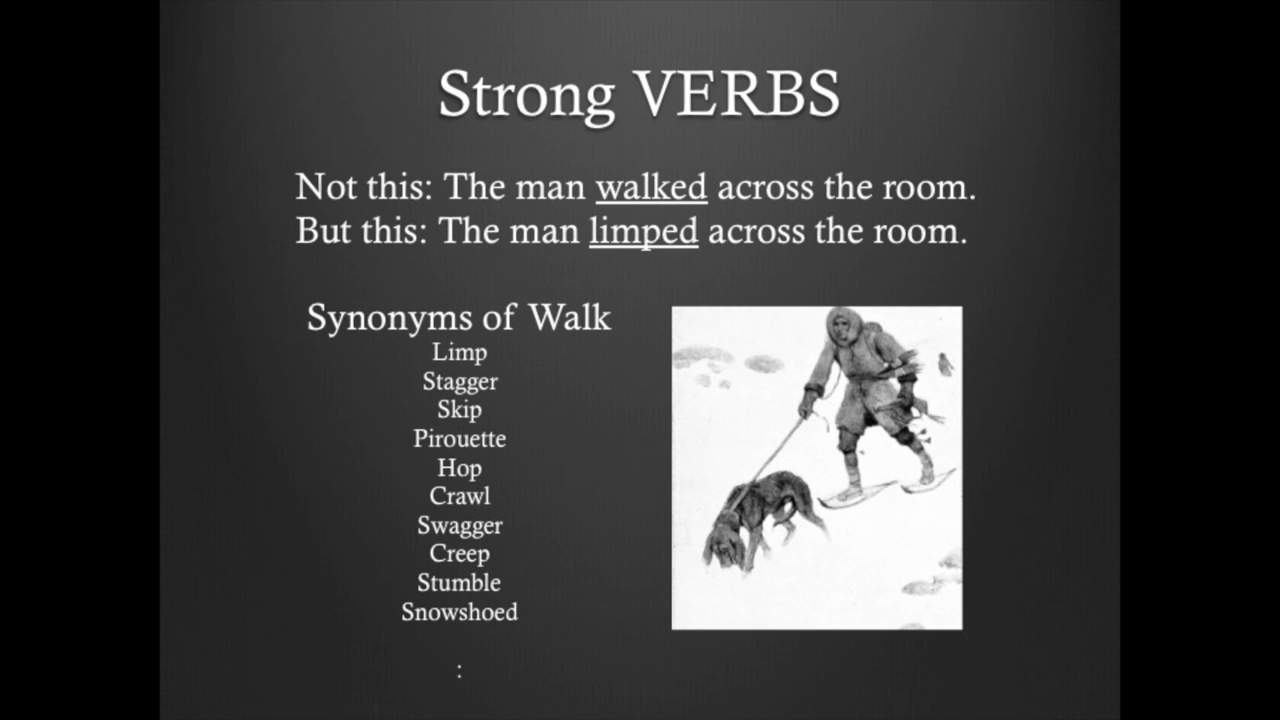 Strong VERBS
Not this: The man walked across the room.
But this: The man limped across the room.
Synonyms of Walk
Limp
Stagger
Skip
Pirouette
Hop
Crawl
Swagger
Creep
Stumble
Snowshoed
: